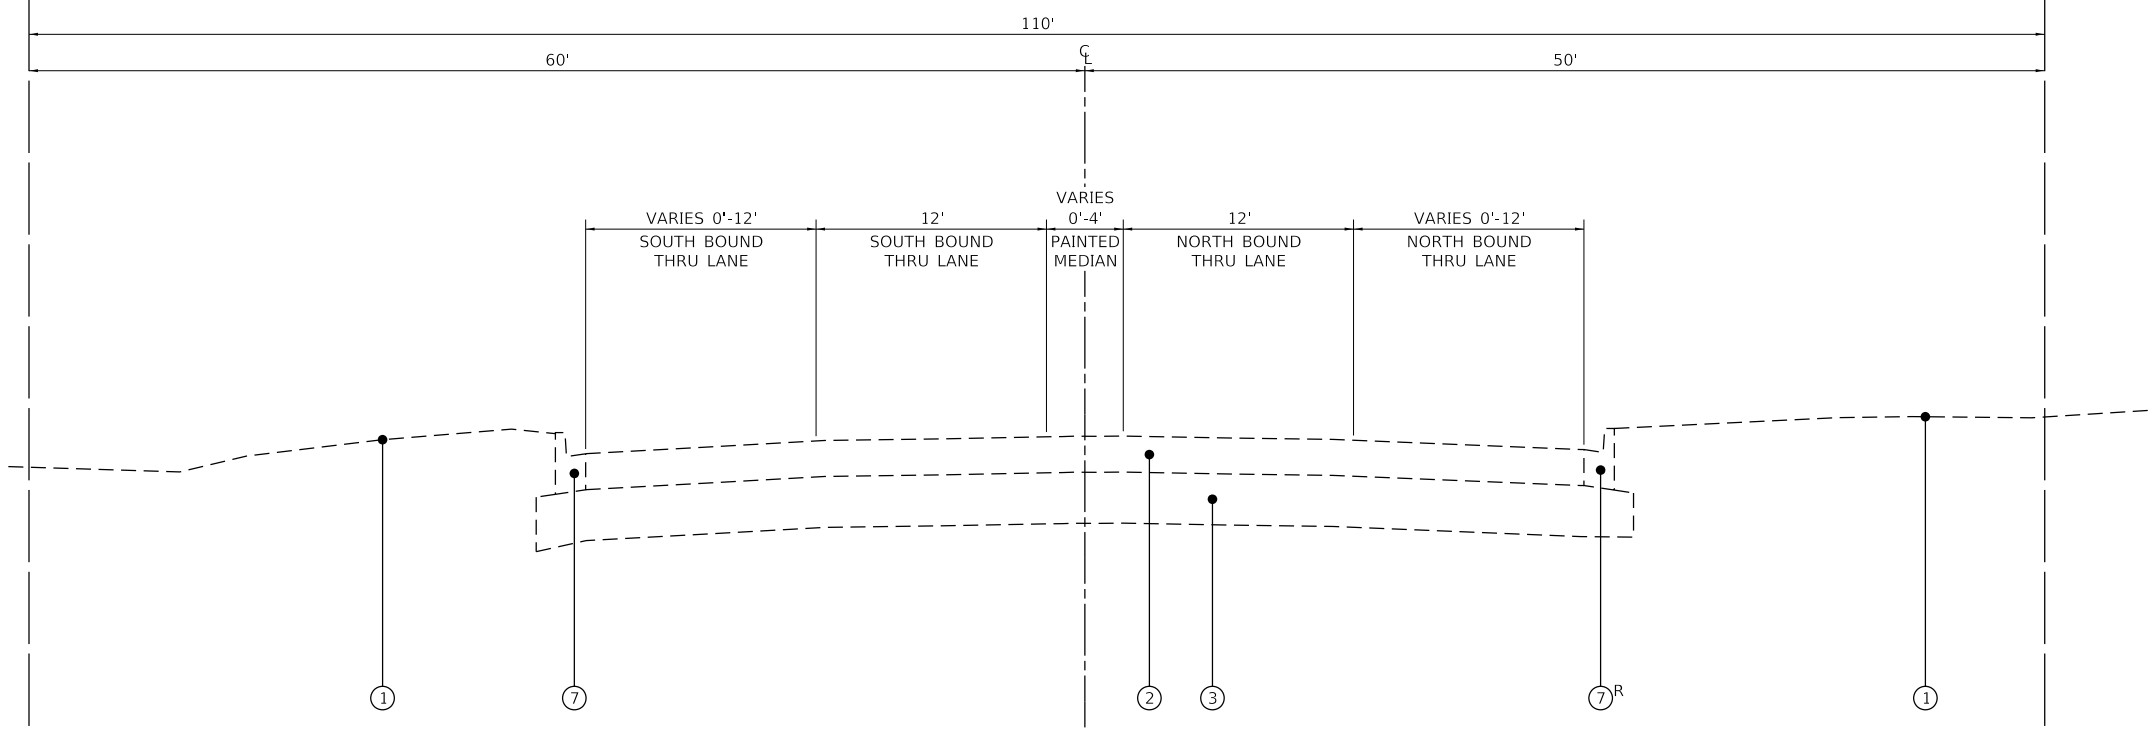 110'
60'
CL
50'
VARIES
VARIES 0'-12'
12'
0'-4'
12'
VARIES 0'-12'
SOUTH BOUND
THRU LANE
SOUTH BOUND
THRU LANE
PAINTED
MEDIAN
NORTH BOUND
THRU LANE
NORTH BOUND
THRU LANE
1
7
2
3
7 R
1